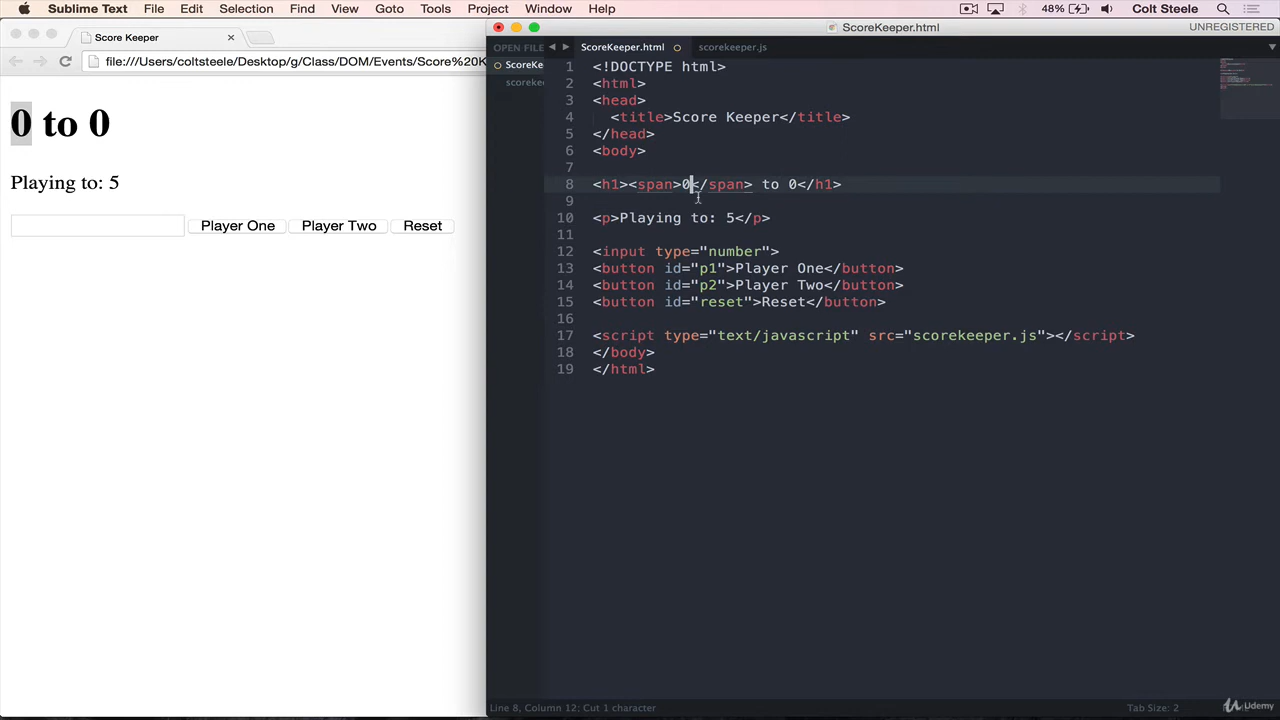 Sublime Text File Edit Selection Find View Goto Tools Project Window Help 48% Colt Steele
Score Keeper
file:///Users/coltsteele/Desktop/g/Class/DOM/Events/Score%20K
0 to 0
Playing to: 5
Player One Player Two Reset
ScoreKeeper.html UNREGISTERED
OPEN FILE ScoreKeeper.html scorekeeper.js
ScoreKe
scorekee
1 <!DOCTYPE html>
2 <html>
3 <head>
4 <title>Score Keeper</title>
5 </head>
6 <body>
7
8 <h1><span>0</span> to 0</h1>
9
10 <p>Playing to: 5</p>
11
12 <input type="number">
13 <button id="p1">Player One</button>
14 <button id="p2">Player Two</button>
15 <button id="reset">Reset</button>
16
17 <script type="text/javascript" src="scorekeeper.js"></script>
18 </body>
19 </html>
Line 8, Column 12; Cut 1 character Tab Size: 2
Udemy